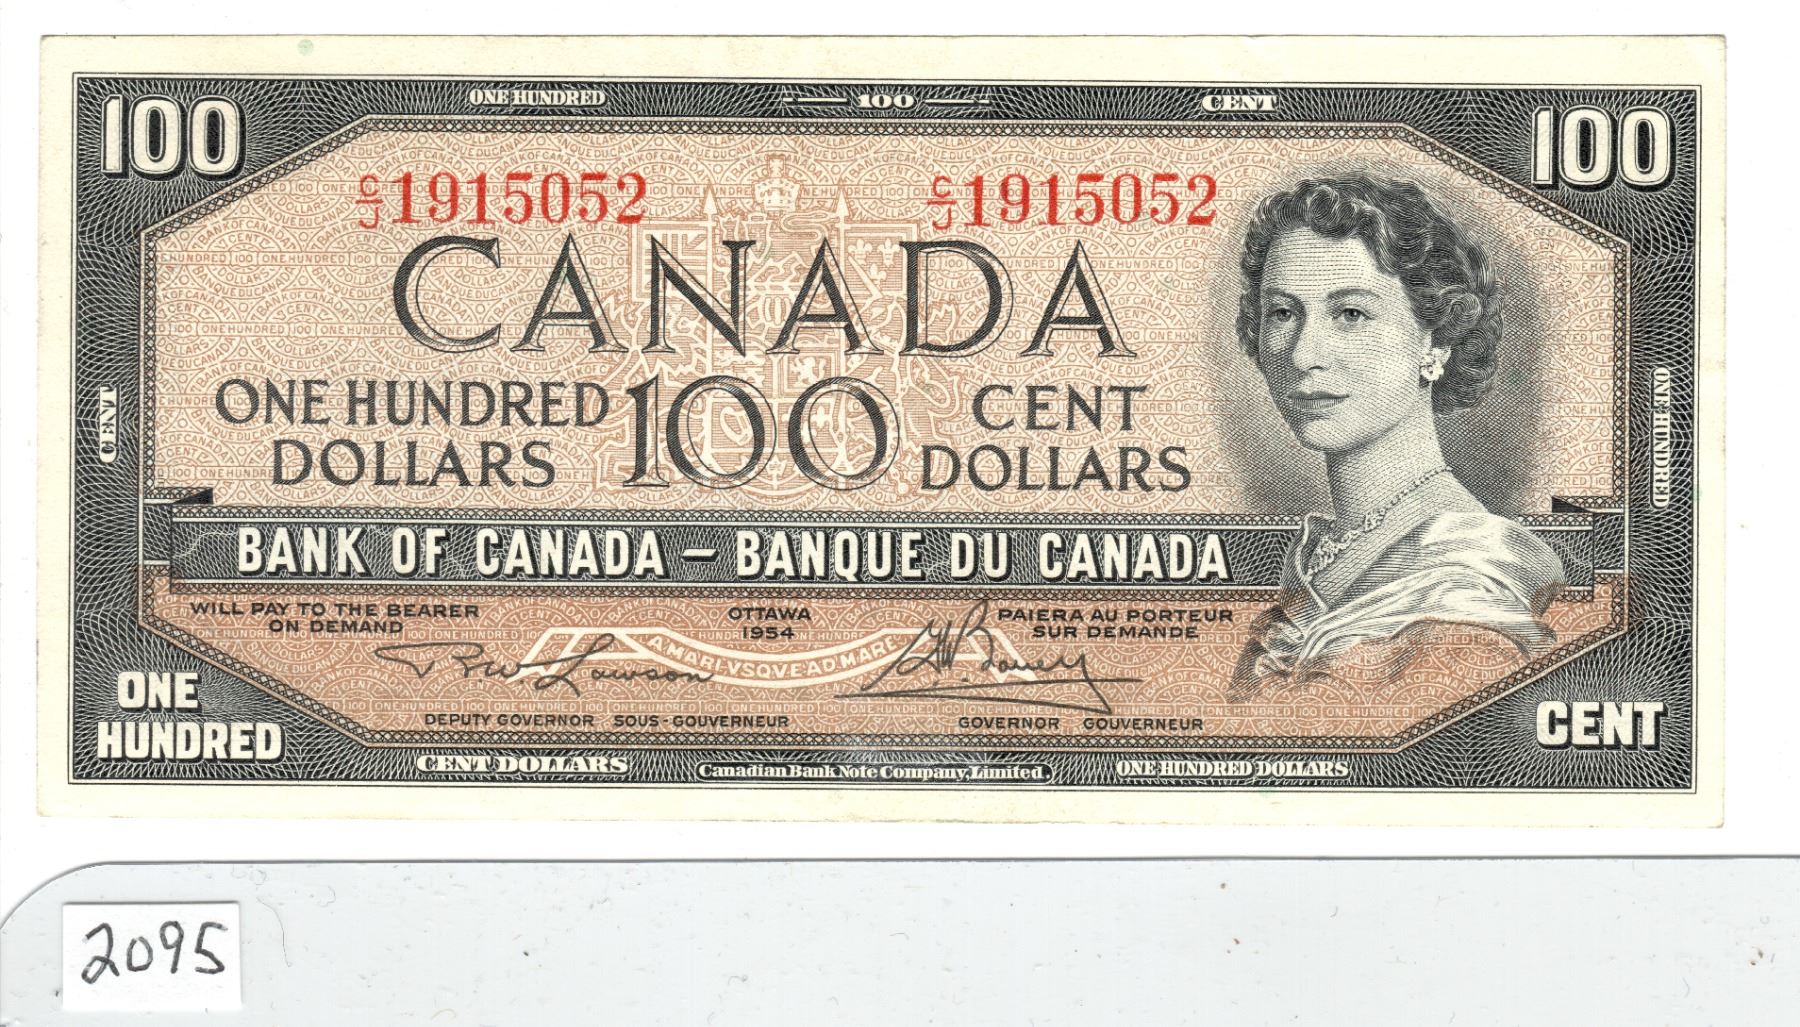 ONE HUNDRED 100 CENT
100 100
C/J 1915052 C/J 1915052
CANADA
ONE HUNDRED DOLLARS 100 CENT DOLLARS
CENT
ONE HUNDRED
BANK OF CANADA – BANQUE DU CANADA
WILL PAY TO THE BEARER ON DEMAND
OTTAWA
1954
PAIERA AU PORTEUR SUR DEMANDE
A·MARI·VSQVE·AD·MARE
R W Lawson
G K Bouey
DEPUTY GOVERNOR SOUS-GOUVERNEUR
GOVERNOR GOUVERNEUR
ONE HUNDRED
CENT
CENT DOLLARS
Canadian Bank Note Company, Limited.
ONE HUNDRED DOLLARS
2095